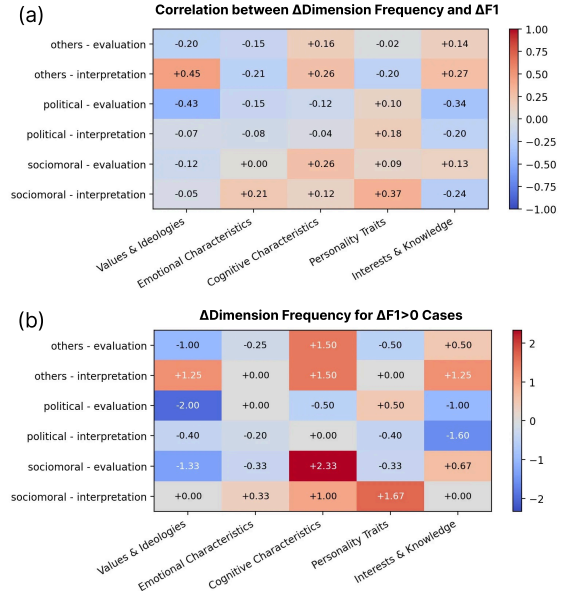 (a)
Correlation between ΔDimension Frequency and ΔF1
others - evaluation -0.20 -0.15 +0.16 -0.02 +0.14
others - interpretation +0.45 -0.21 +0.26 -0.20 +0.27
political - evaluation -0.43 -0.15 -0.12 +0.10 -0.34
political - interpretation -0.07 -0.08 -0.04 +0.18 -0.20
sociomoral - evaluation -0.12 +0.00 +0.26 +0.09 +0.13
sociomoral - interpretation -0.05 +0.21 +0.12 +0.37 -0.24
Values & Ideologies
Emotional Characteristics
Cognitive Characteristics
Personality Traits
Interests & Knowledge
1.00
0.75
0.50
0.25
0.00
−0.25
−0.50
−0.75
−1.00
(b)
ΔDimension Frequency for ΔF1>0 Cases
others - evaluation -1.00 -0.25 +1.50 -0.50 +0.50
others - interpretation +1.25 +0.00 +1.50 +0.00 +1.25
political - evaluation -2.00 +0.00 -0.50 +0.50 -1.00
political - interpretation -0.40 -0.20 +0.00 -0.40 -1.60
sociomoral - evaluation -1.33 -0.33 +2.33 -0.33 +0.67
sociomoral - interpretation +0.00 +0.33 +1.00 +1.67 +0.00
Values & Ideologies
Emotional Characteristics
Cognitive Characteristics
Personality Traits
Interests & Knowledge
2
1
0
−1
−2